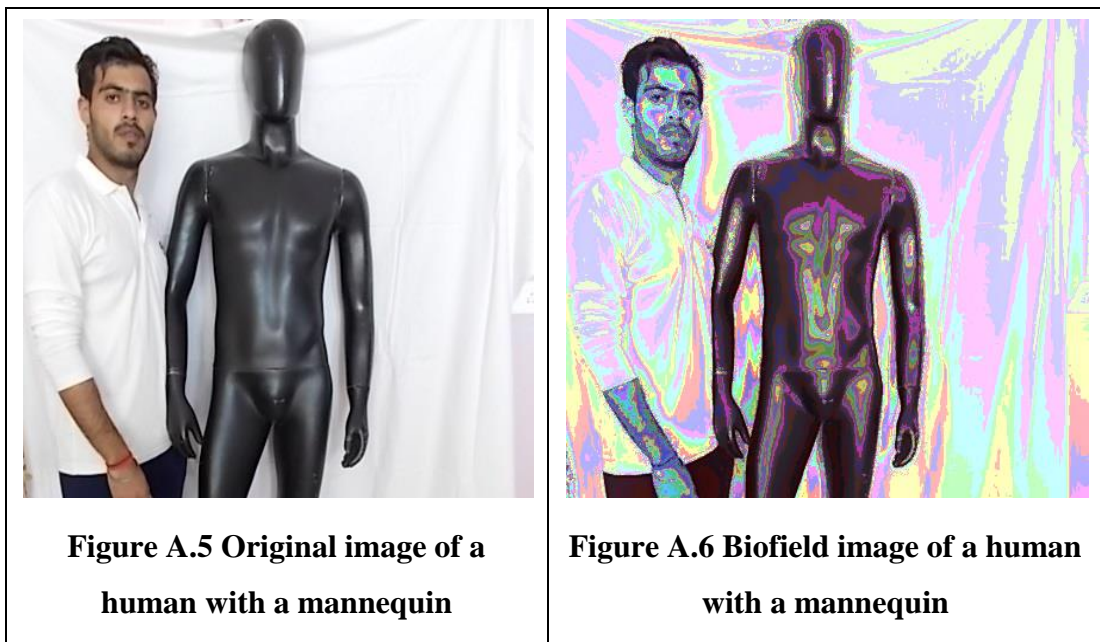 Figure A.5 Original image of a
human with a mannequin
Figure A.6 Biofield image of a human
with a mannequin